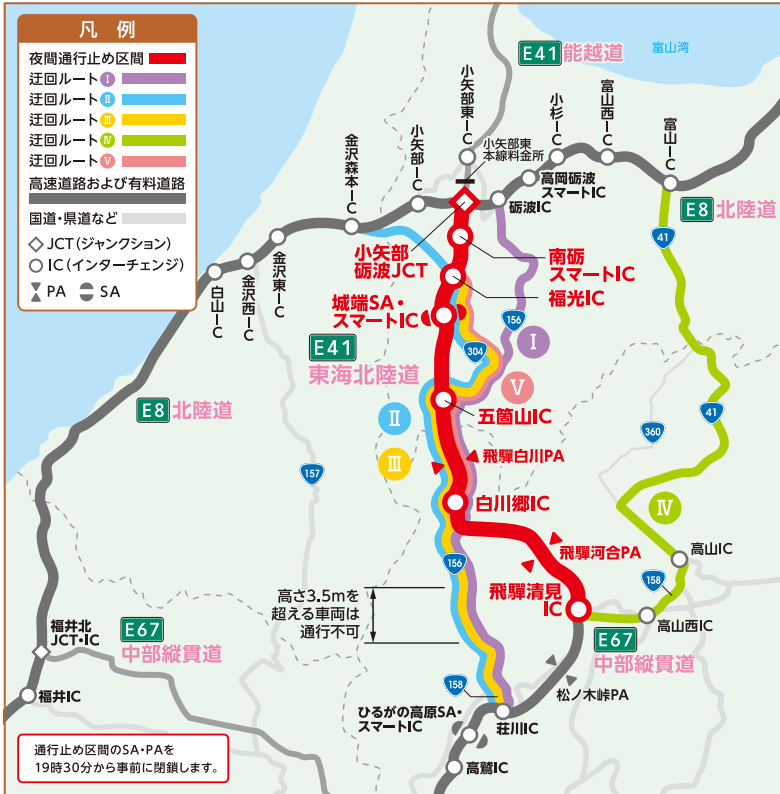 凡 例
夜間通行止め区間
迂回ルートⅠ
迂回ルートⅡ
迂回ルートⅢ
迂回ルートⅣ
迂回ルートⅤ
高速道路および有料道路
国道・県道など
JCT(ジャンクション)
IC(インターチェンジ)
PA
SA
E41 能越道
富山湾
小矢部東IC
小矢部東
本線料金所
小杉IC
富山西IC
富山IC
高岡砺波
スマートIC
砺波IC
小矢部IC
金沢森本IC
金沢東IC
金沢西IC
白山IC
E8 北陸道
41
小矢部
砺波JCT
南砺
スマートIC
福光IC
城端SA・
スマートIC
E41
東海北陸道
304
156
Ⅰ
Ⅴ
E8 北陸道
Ⅱ
五箇山IC
360
41
Ⅲ
飛驒白川PA
157
白川郷IC
Ⅳ
飛驒河合PA
高山IC
156
飛驒清見
IC
158
高さ3.5mを
超える車両は
通行不可
高山西IC
E67
中部縦貫道
福井北
JCT・IC
E67
中部縦貫道
福井IC
158
松ノ木峠PA
ひるがの高原SA・
スマートIC
荘川IC
高鷲IC
通行止め区間のSA・PAを
19時30分から事前に閉鎖します。